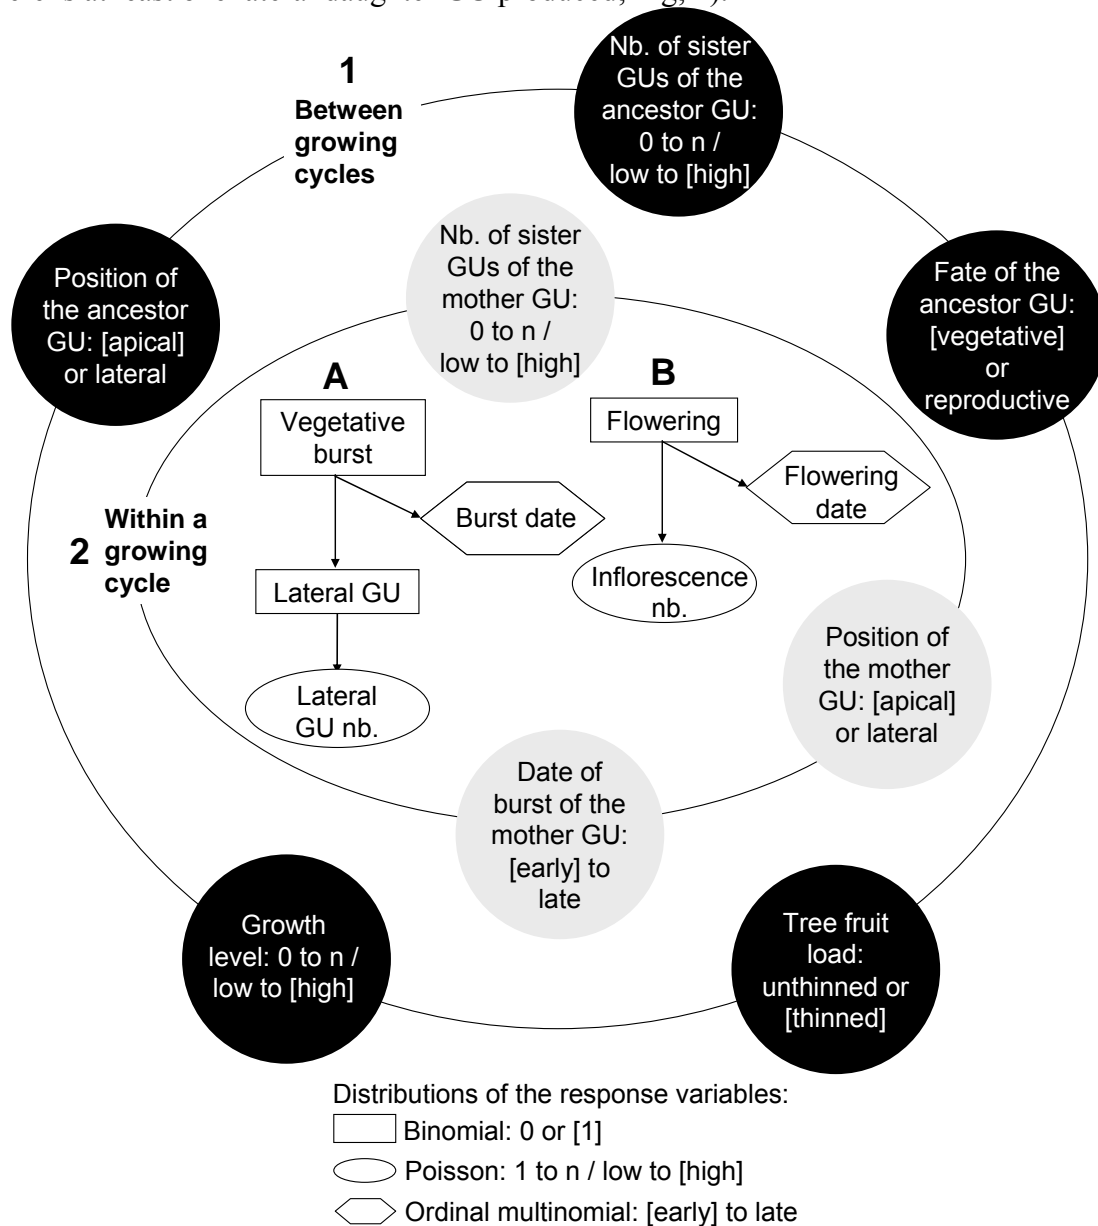 1
Between
growing
cycles
Nb. of sister
GUs of the
ancestor GU:
0 to n /
low to [high]
Position of
the ancestor
GU: [apical]
or lateral
Nb. of sister
GUs of the
mother GU:
0 to n /
low to [high]
Fate of the
ancestor GU:
[vegetative]
or
reproductive
A
Vegetative
burst
B
Flowering
Burst date
Flowering
date
2
Within a
growing
cycle
Lateral GU
Inflorescence
nb.
Lateral
GU nb.
Position of
the mother
GU: [apical]
or lateral
Date of
burst of the
mother GU:
[early] to
late
Growth
level: 0 to n /
low to [high]
Tree fruit
load:
unthinned or
[thinned]
Distributions of the response variables:
Binomial: 0 or [1]
Poisson: 1 to n / low to [high]
Ordinal multinomial: [early] to late